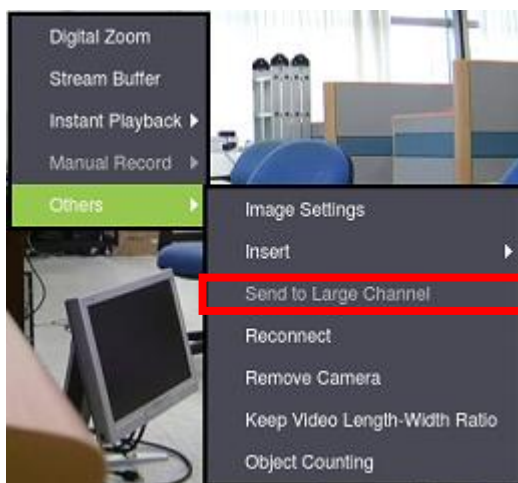 Digital Zoom
Stream Buffer
Instant Playback
Manual Record
Others
Image Settings
Insert
Send to Large Channel
Reconnect
Remove Camera
Keep Video Length-Width Ratio
Object Counting